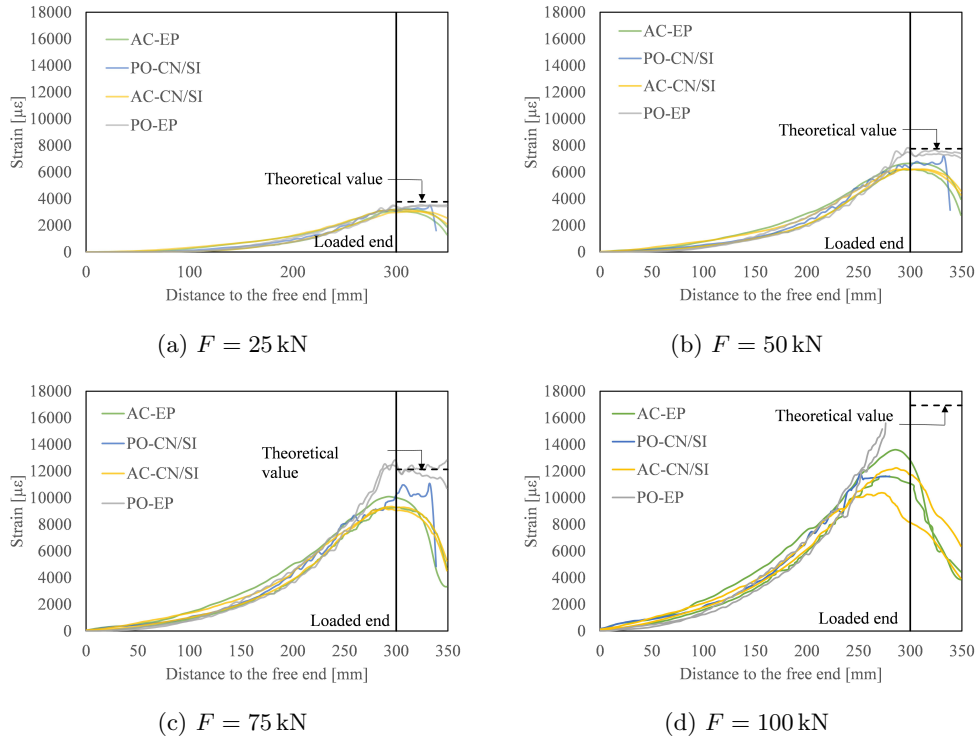 18000
16000
14000
12000
10000
8000
6000
4000
2000
0
Strain [με]
AC-EP
PO-CN/SI
AC-CN/SI
PO-EP
Theoretical value
Loaded end
0 100 200 300 350
Distance to the free end [mm]
(a) F = 25 kN
18000
16000
14000
12000
10000
8000
6000
4000
2000
0
Strain [με]
AC-EP
PO-CN/SI
AC-CN/SI
PO-EP
Theoretical value
Loaded end
0 50 100 150 200 250 300 350
Distance to the free end [mm]
(b) F = 50 kN
18000
16000
14000
12000
10000
8000
6000
4000
2000
0
Strain [με]
AC-EP
PO-CN/SI
AC-CN/SI
PO-EP
Theoretical
value
Loaded end
0 50 100 150 200 250 300 350
Distance to the free end [mm]
(c) F = 75 kN
18000
16000
14000
12000
10000
8000
6000
4000
2000
0
Strain [με]
AC-EP
PO-CN/SI
AC-CN/SI
PO-EP
Theoretical value
Loaded end
0 50 100 150 200 250 300 350
Distance to the free end [mm]
(d) F = 100 kN